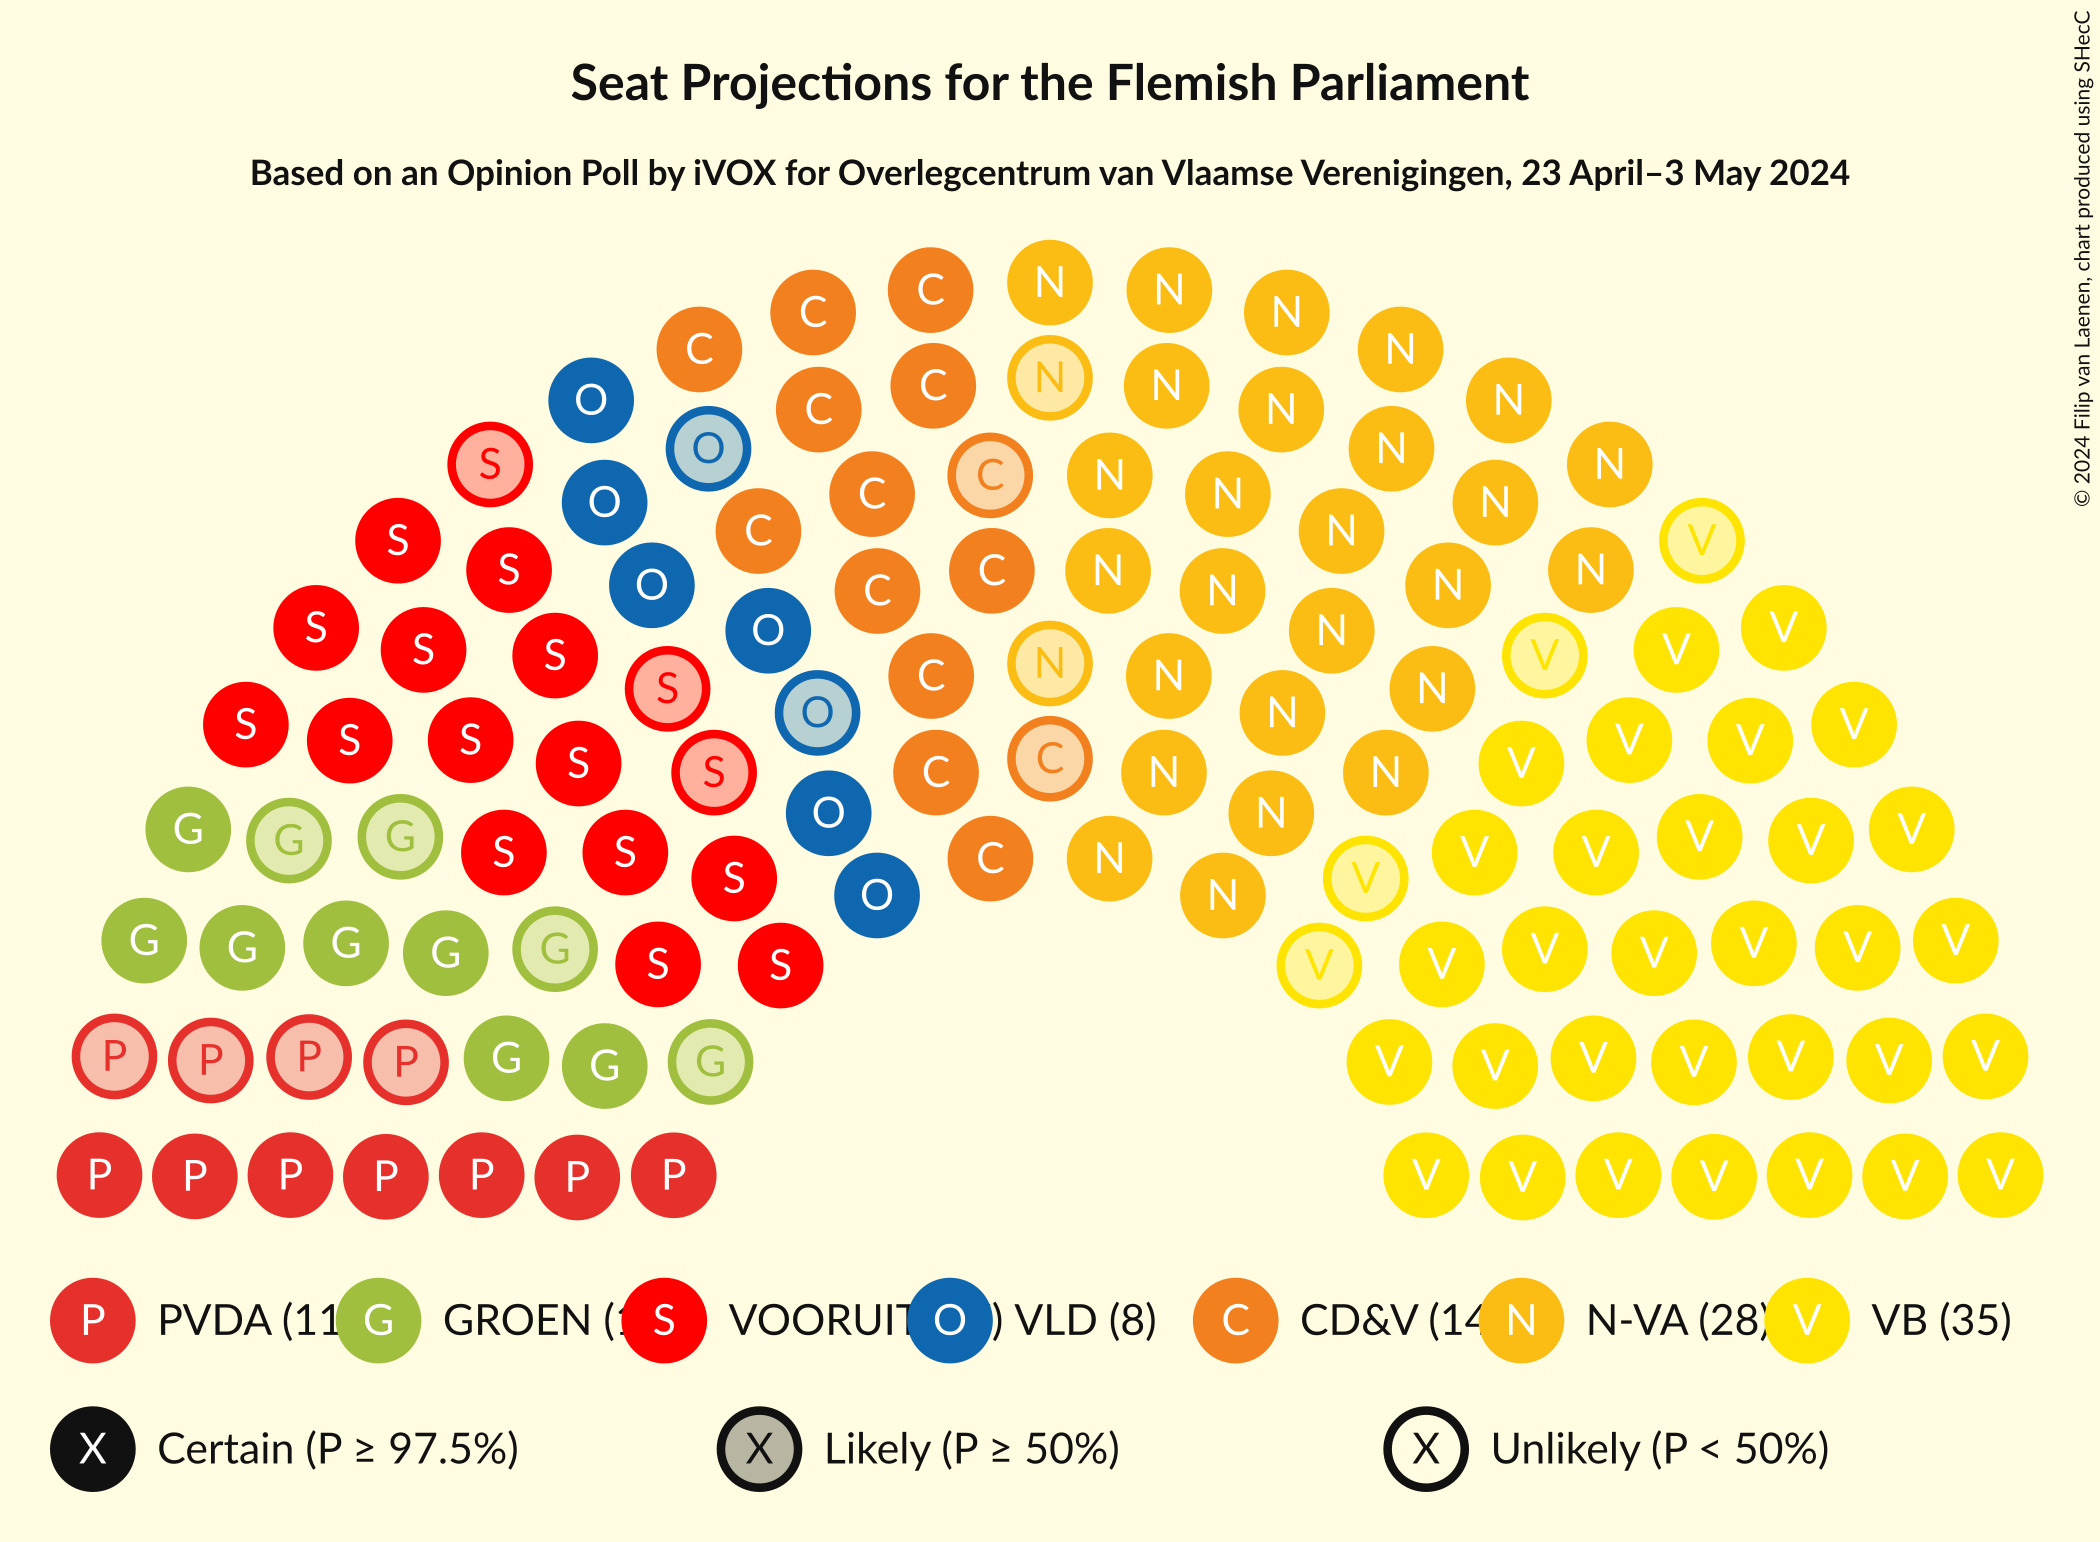 © 2024 Filip van Laenen, chart produced using SHecC
Seat Projections for the Flemish Parliament
Based on an Opinion Poll by iVOX for Overlegcentrum van Vlaamse Verenigingen, 23 April–3 May 2024
C N N
C N
C N
C N N
O C N N
O N
S C N N
O C N N
S C N V
S C N N
O C N N
S O N V
S S V V
S C N N N
S O N V
S S V V
S S C C N N V
G G G O N V V V
S S S C N V V V
O N
G G G G G S S V V V V V V V
P P P P G G G V V V V V V V
P P P P P P P V V V V V V V
P PVDA (11 G GROEN ( S VOORUIT O ) VLD (8) C CD&V (14 N N-VA (28) V VB (35)
X Certain (P ≥ 97.5%) X Likely (P ≥ 50%) X Unlikely (P < 50%)